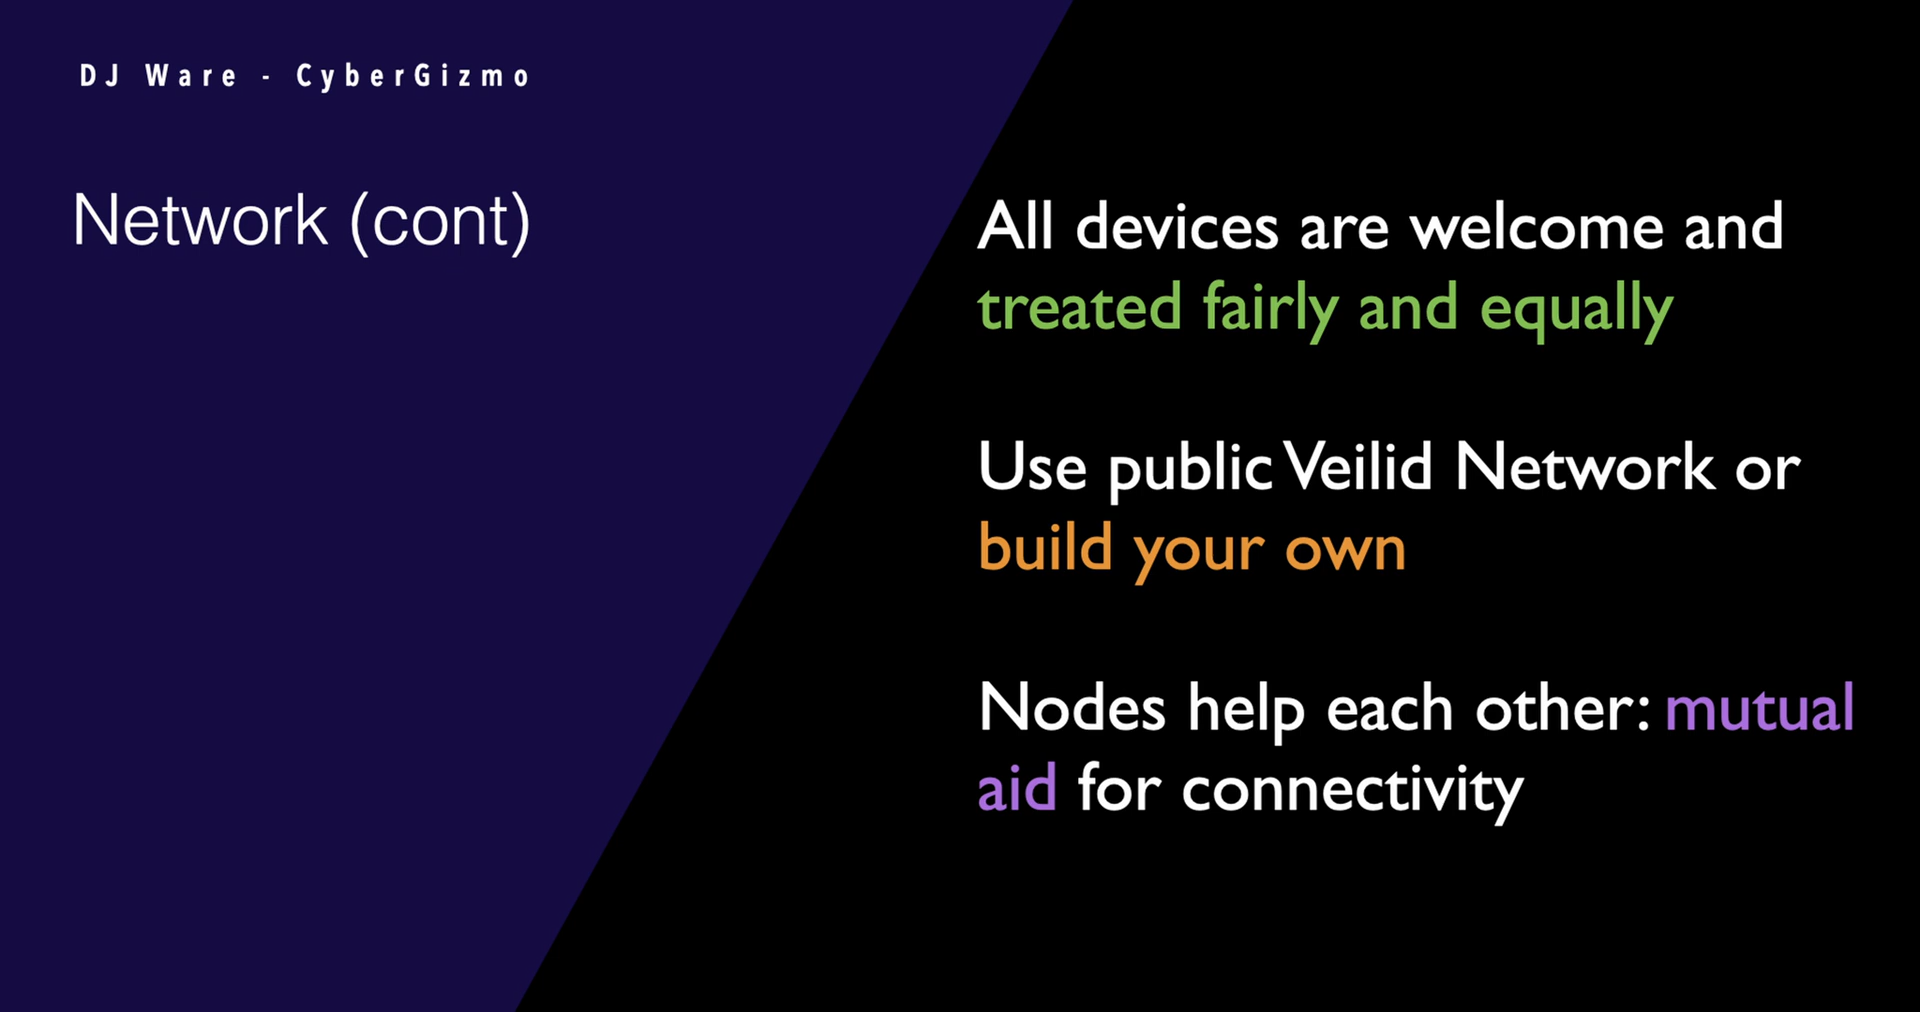 DJ Ware - CyberGizmo
Network (cont)
All devices are welcome and
treated fairly and equally
Use public Veilid Network or
build your own
Nodes help each other: mutual
aid for connectivity